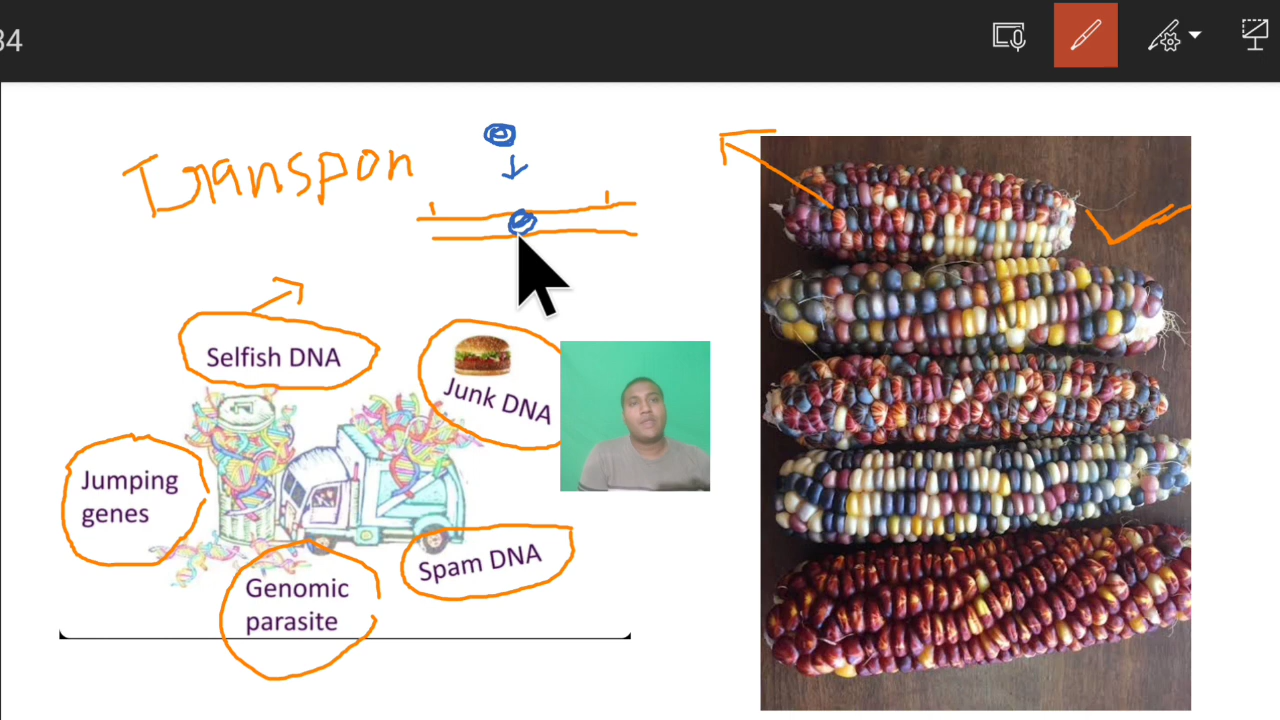 34
Transpon
Selfish DNA
Junk DNA
Jumping
genes
Spam DNA
Genomic
parasite